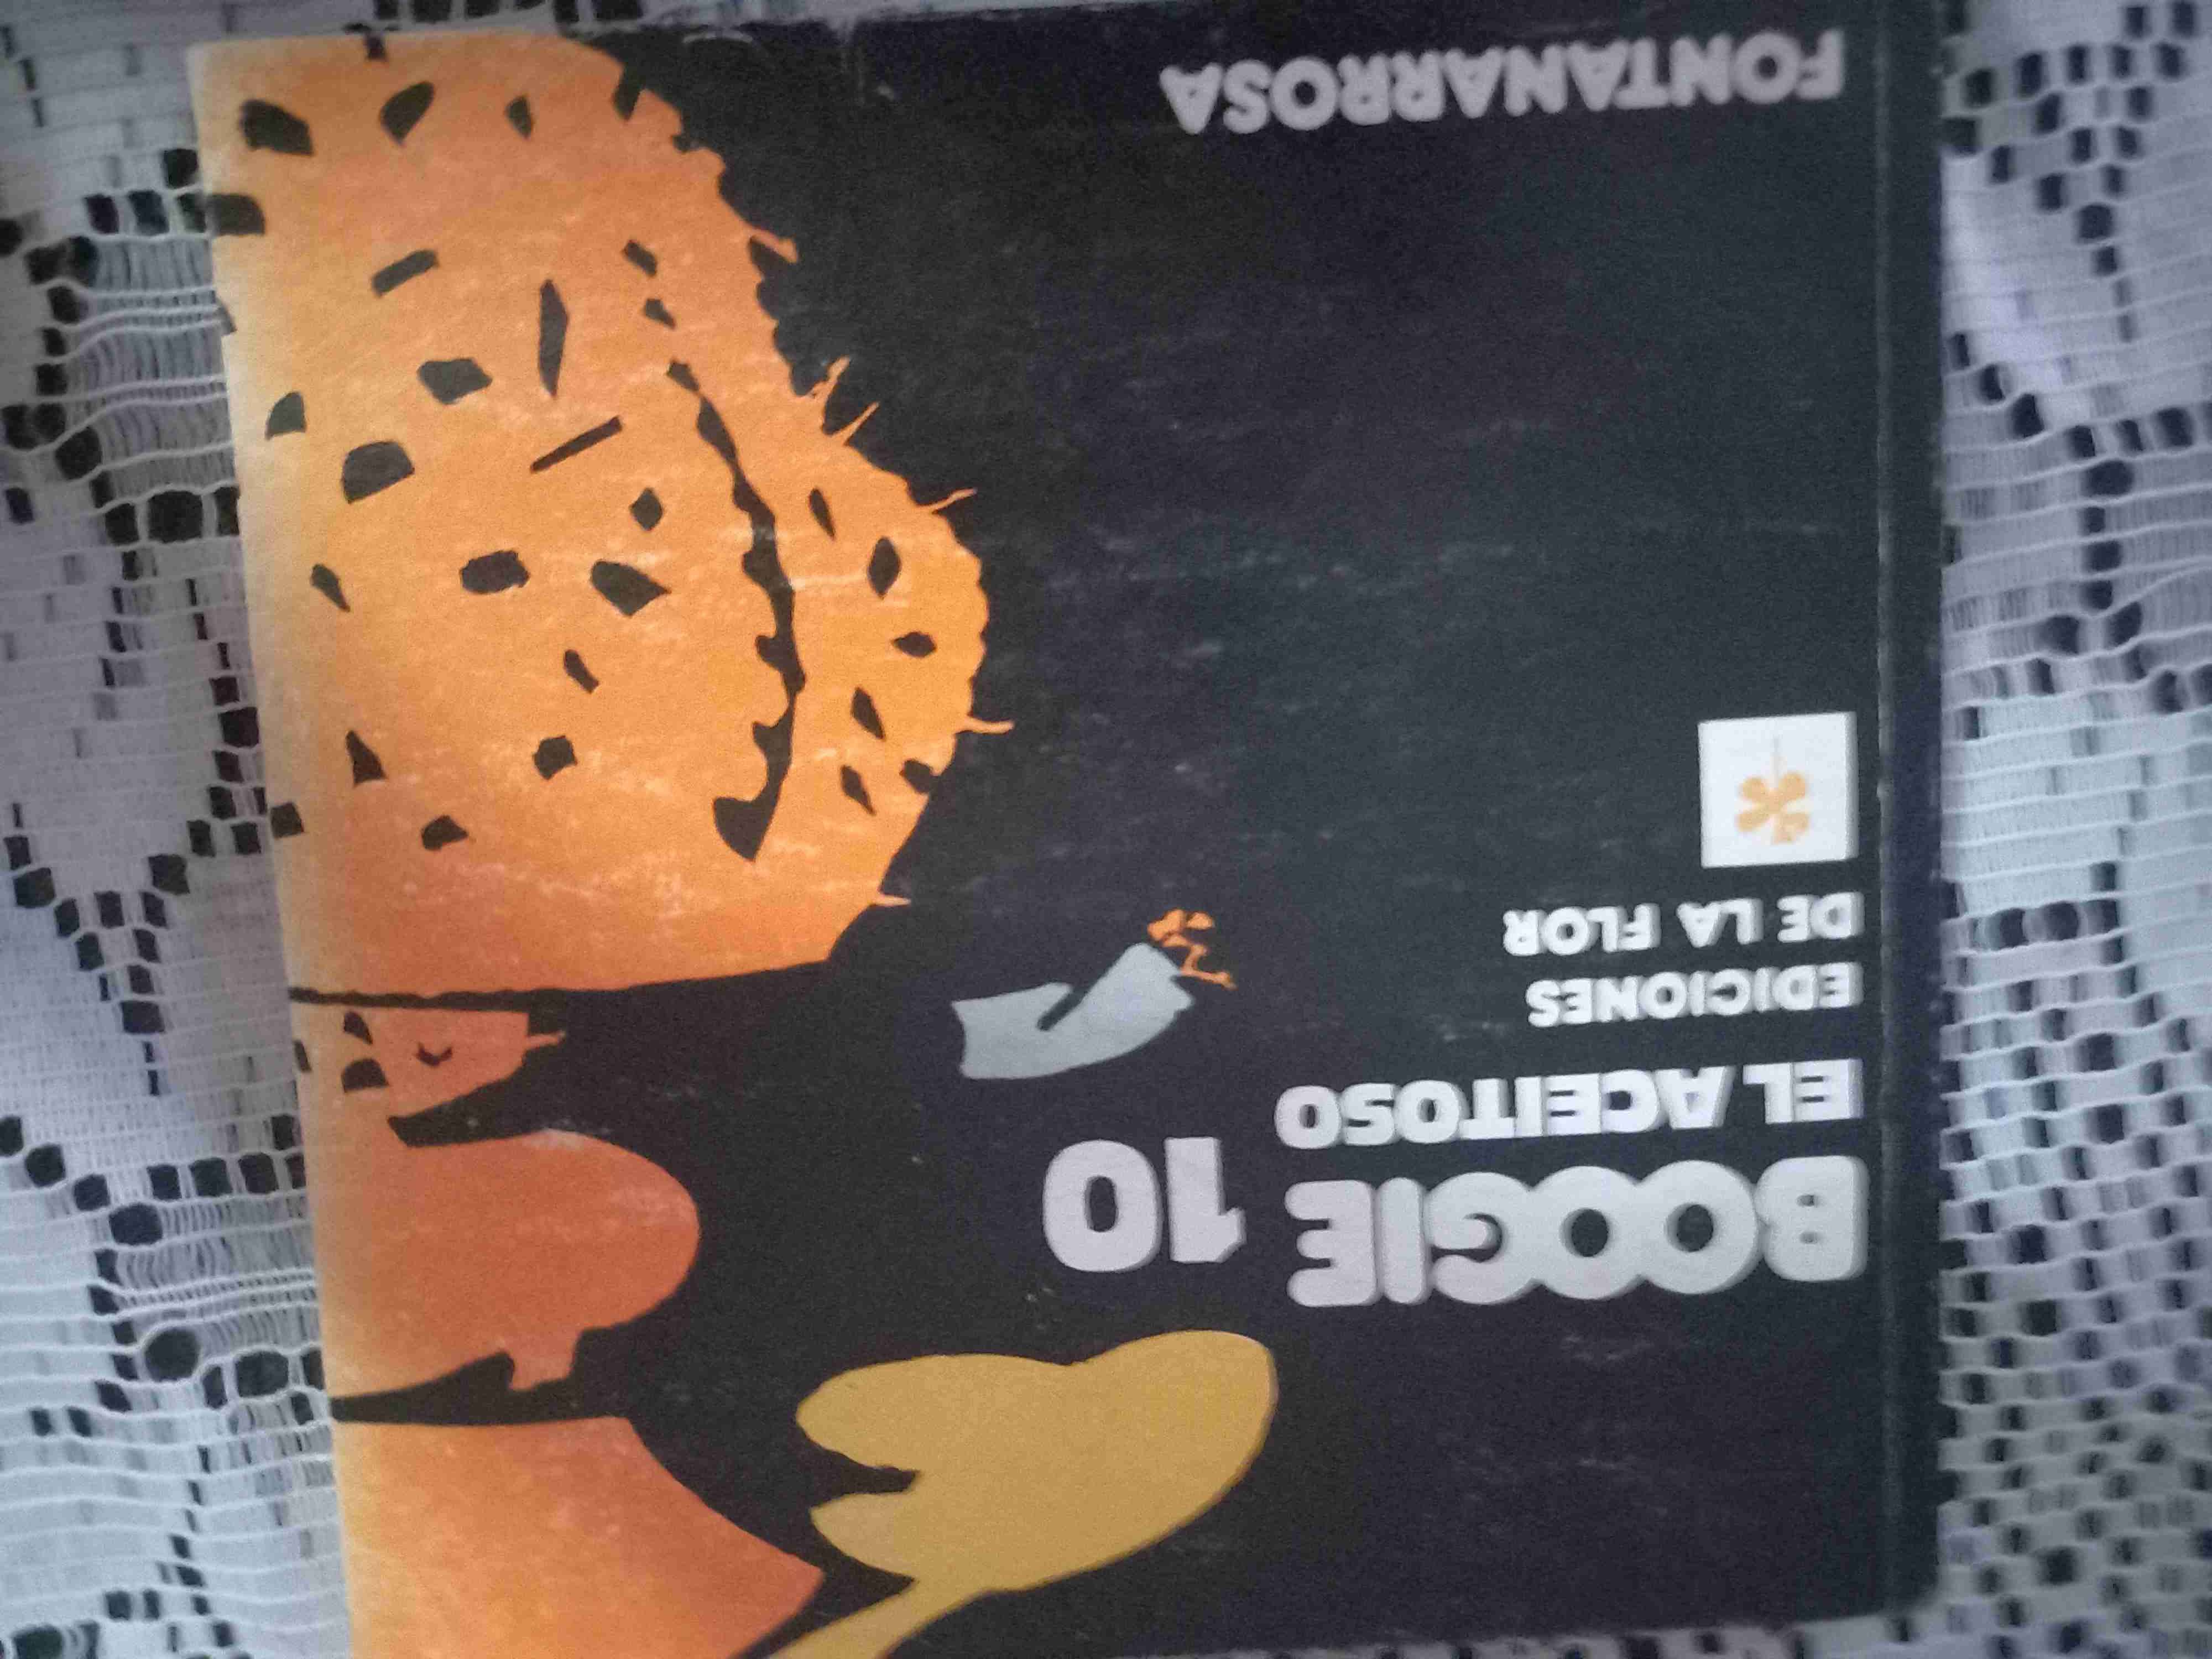 BOOGIE 10
EL ACEITOSO
EDICIONES
DE LA FLOR
FONTANARROSA